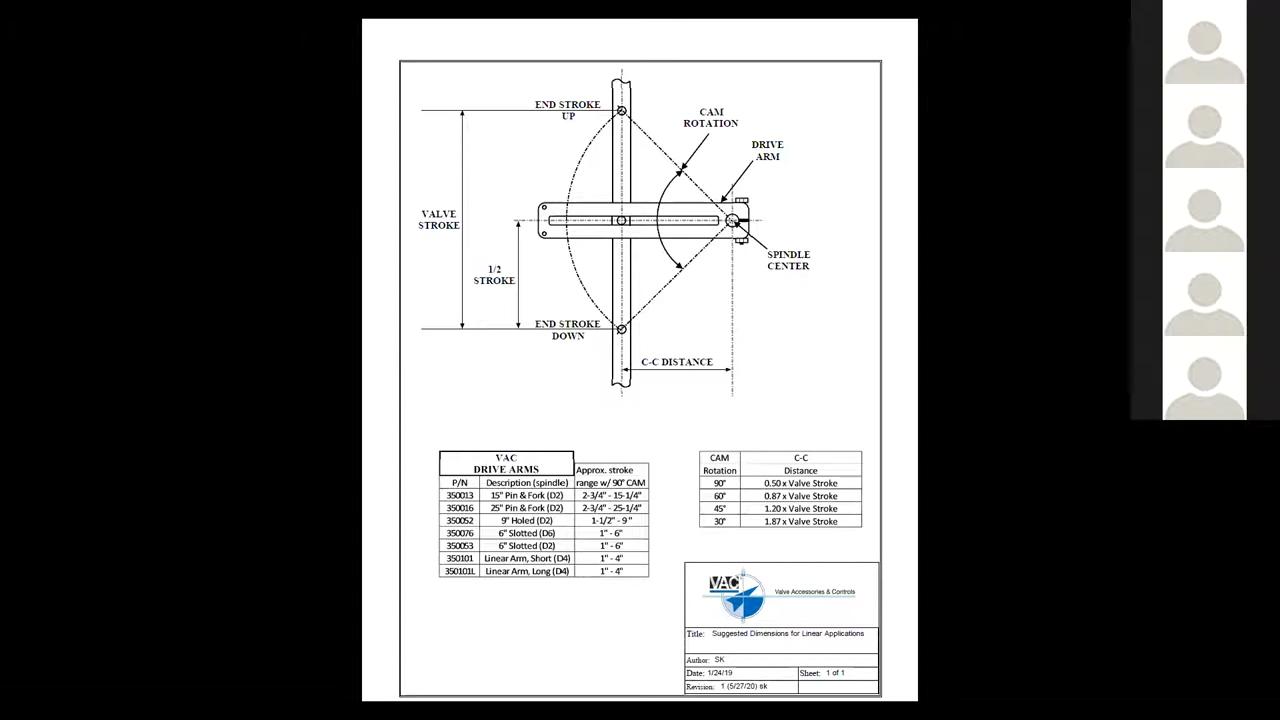 END STROKE
UP
CAM
ROTATION
DRIVE
ARM
VALVE
STROKE
1/2
STROKE
SPINDLE
CENTER
END STROKE
DOWN
C-C DISTANCE
VAC
DRIVE ARMS
Approx. stroke
P/N Description (spindle) range w/ 90° CAM
350013 15" Pin & Fork (D2) 2-3/4" - 15-1/4"
350016 25" Pin & Fork (D2) 2-3/4" - 25-1/4"
350052 9" Holed (D2) 1-1/2" - 9 "
350076 6" Slotted (D6) 1" - 6"
350053 6" Slotted (D2) 1" - 6"
350101 Linear Arm, Short (D4) 1" - 4"
350101L Linear Arm, Long (D4) 1" - 4"
CAM C-C
Rotation Distance
90° 0.50 x Valve Stroke
60° 0.87 x Valve Stroke
45° 1.20 x Valve Stroke
30° 1.87 x Valve Stroke
VAC
Valve Accessories & Controls
Title: Suggested Dimensions for Linear Applications
Author: SK
Date: 1/24/19 Sheet: 1 of 1
Revision: 1 (5/27/20) sk